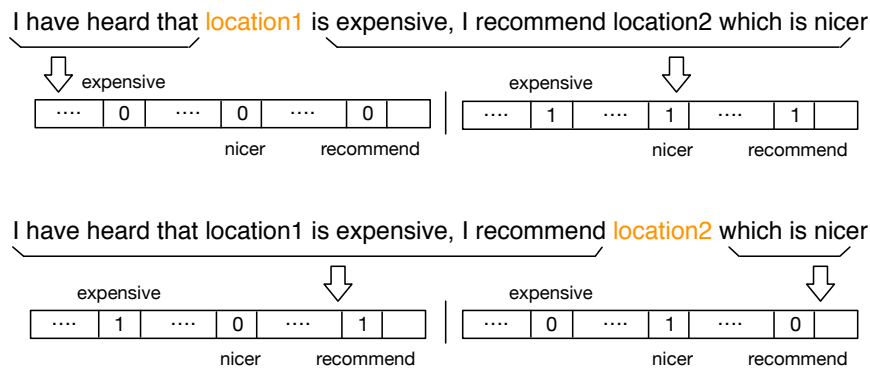 I have heard that location1 is expensive, I recommend location2 which is nicer
expensive expensive
.... 0 .... 0 .... 0 .... 1 .... 1 .... 1
nicer recommend nicer recommend
I have heard that location1 is expensive, I recommend location2 which is nicer
expensive expensive
.... 1 .... 0 .... 1 .... 0 .... 1 .... 0
nicer recommend nicer recommend